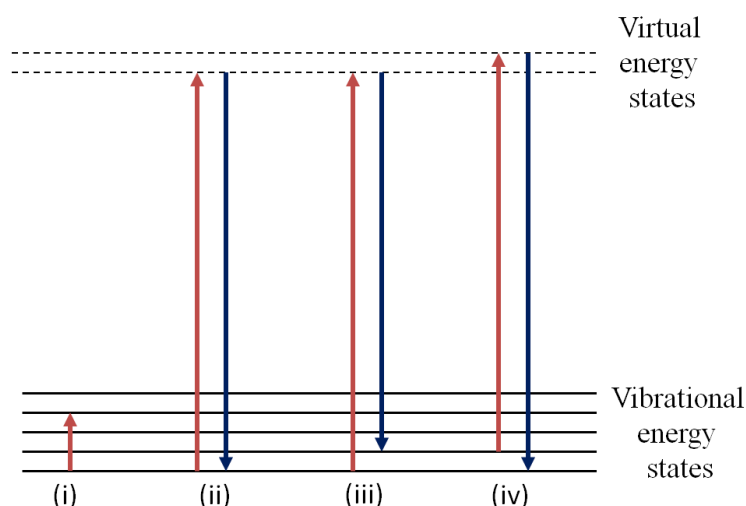 Virtual
energy
states
Vibrational
energy
states
(i)
(ii)
(iii)
(iv)